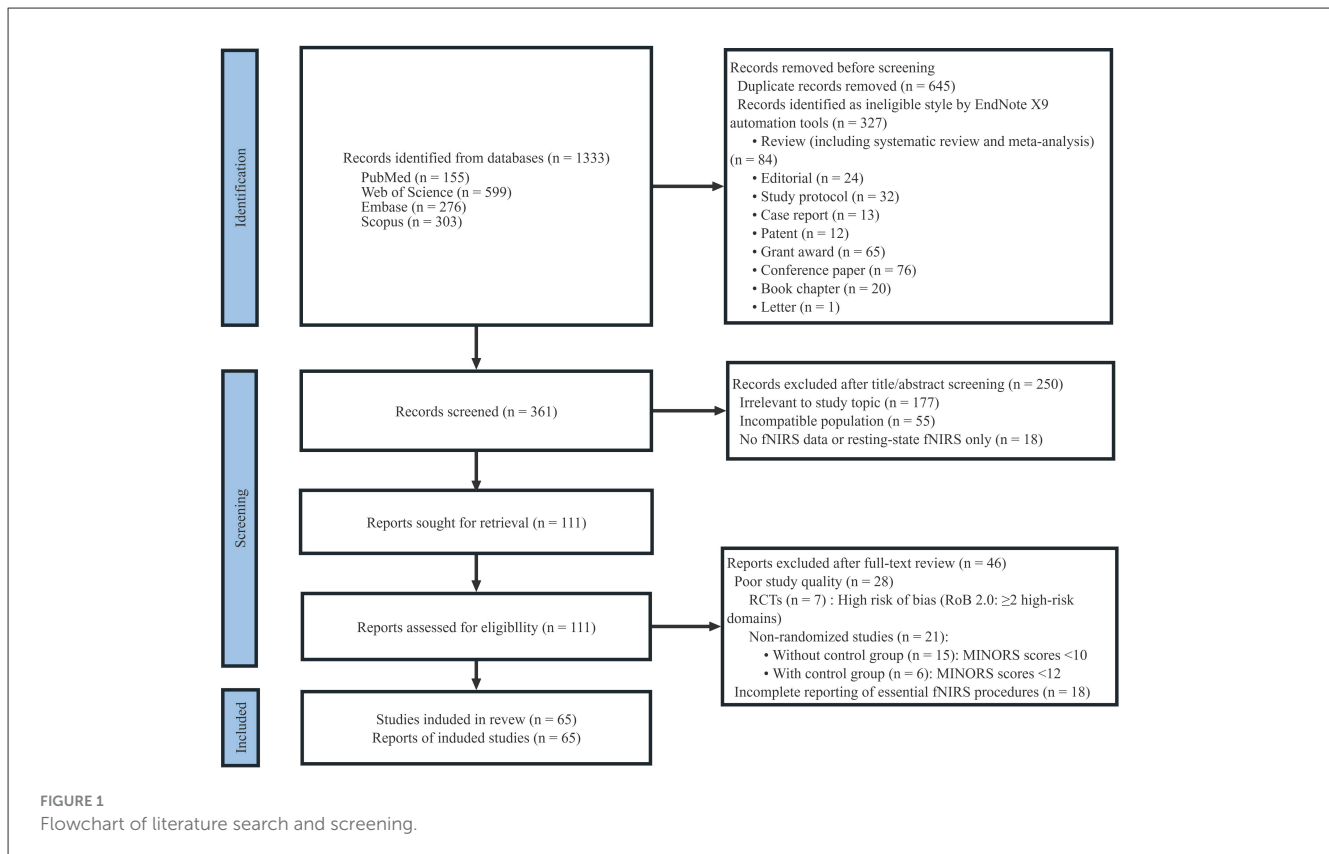 Identification
Records identified from databases (n = 1333)
PubMed (n = 155)
Web of Science (n = 599)
Embase (n = 276)
Scopus (n = 303)
Records removed before screening
Duplicate records removed (n = 645)
Records identified as ineligible style by EndNote X9
automation tools (n = 327)
• Review (including systematic review and meta-analysis)
(n = 84)
• Editorial (n = 24)
• Study protocol (n = 32)
• Case report (n = 13)
• Patent (n = 12)
• Grant award (n = 65)
• Conference paper (n = 76)
• Book chapter (n = 20)
• Letter (n = 1)
Screening
Records screened (n = 361)
Records excluded after title/abstract screening (n = 250)
Irrelevant to study topic (n = 177)
Incompatible population (n = 55)
No fNIRS data or resting-state fNIRS only (n = 18)
Reports sought for retrieval (n = 111)
Reports assessed for eligibllity (n = 111)
Reports excluded after full-text review (n = 46)
Poor study quality (n = 28)
RCTs (n = 7) : High risk of bias (RoB 2.0: ≥2 high-risk
domains)
Non-randomized studies (n = 21):
• Without control group (n = 15): MINORS scores <10
• With control group (n = 6): MINORS scores <12
Incomplete reporting of essential fNIRS procedures (n = 18)
Included
Studies induded in revew (n = 65)
Reports of induded studies (n = 65)
FIGURE 1
Flowchart of literature search and screening.